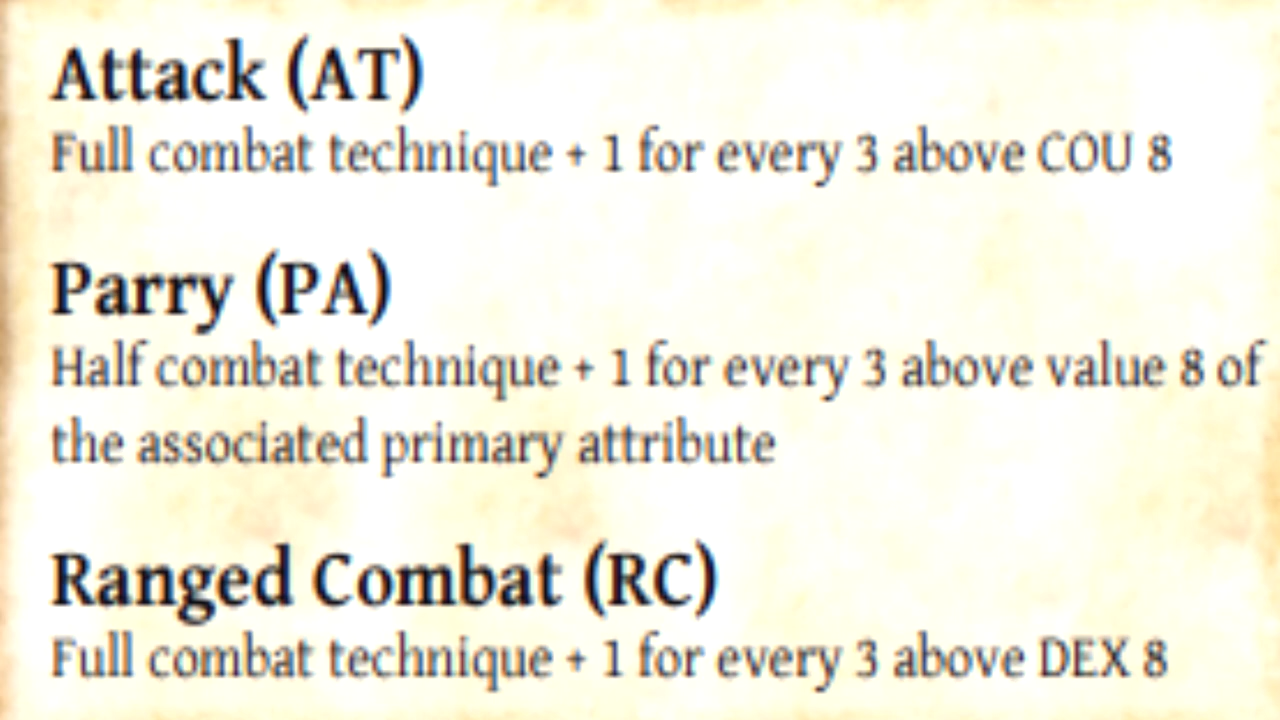 Attack (AT)
Full combat technique + 1 for every 3 above COU 8
Parry (PA)
Half combat technique + 1 for every 3 above value 8 of
the associated primary attribute
Ranged Combat (RC)
Full combat technique + 1 for every 3 above DEX 8